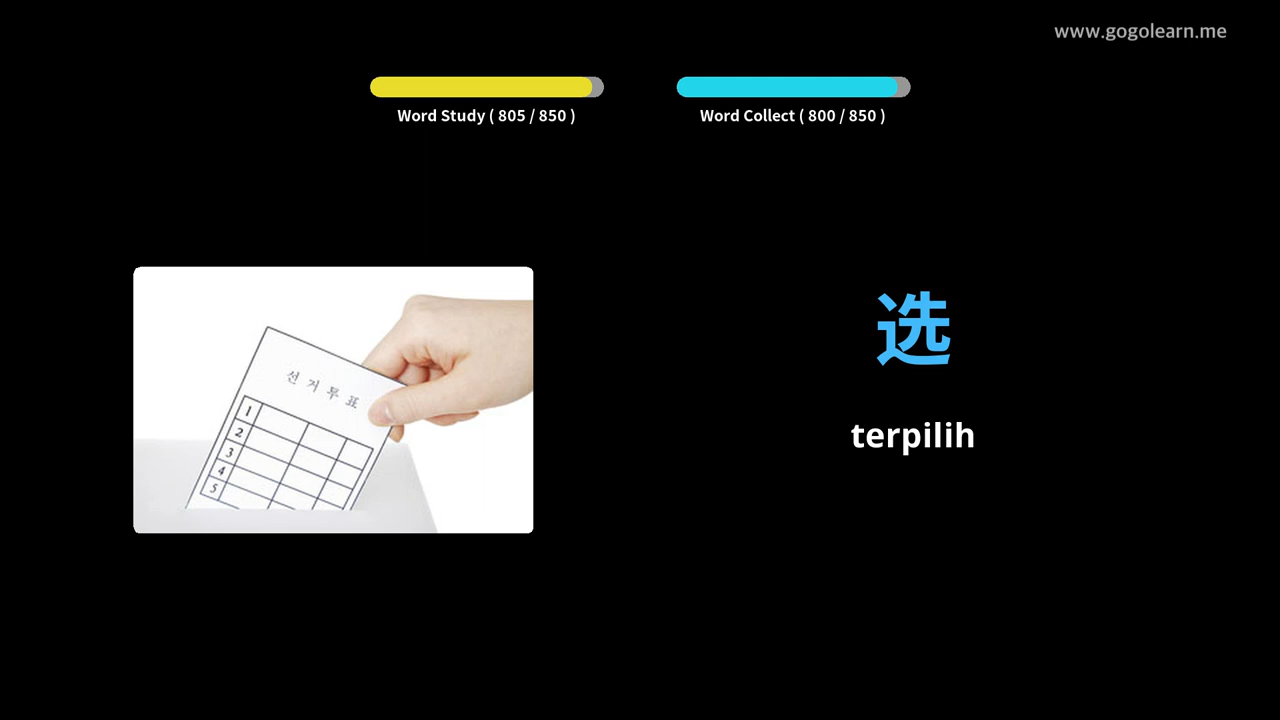 www.gogolearn.me
Word Study ( 805 / 850 )
Word Collect ( 800 / 850 )
선거투표
1
2
3
4
5
选
terpilih